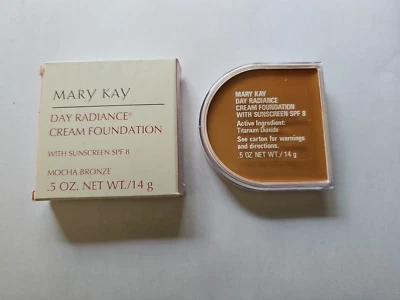 MARY KAY
DAY RADIANCE®
CREAM FOUNDATION
WITH SUNSCREEN SPF 8
MOCHA BRONZE
.5 OZ. NET WT./14 g
MARY KAY
DAY RADIANCE
CREAM FOUNDATION
WITH SUNSCREEN SPF 8
Active Ingredient:
Titanium Dioxide
See carton for warnings
and directions.
.5 OZ. NET WT./14 g